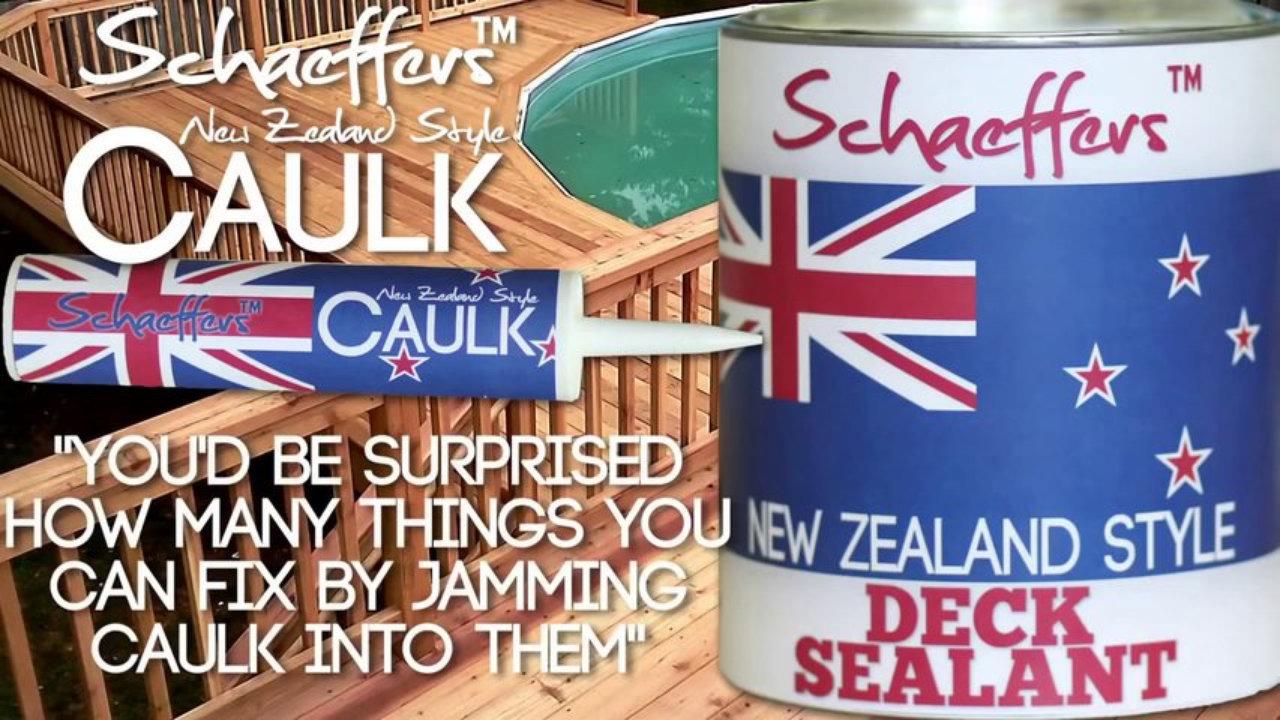 Schaeffers™
New Zealand Style
CAULK
Schaeffers™
New Zealand Style
CAULK
"YOU'D BE SURPRISED
HOW MANY THINGS YOU
CAN FIX BY JAMMING
CAULK INTO THEM"
Schaeffers™
NEW ZEALAND STYLE
DECK
SEALANT